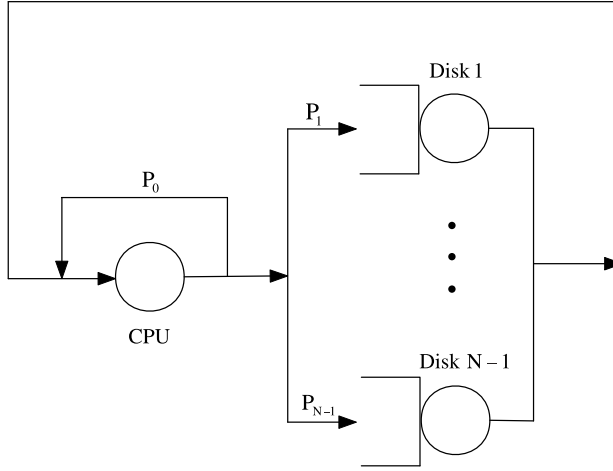 Disk 1
P₁
P₀
CPU
Disk N – 1
Pₙ₋₁